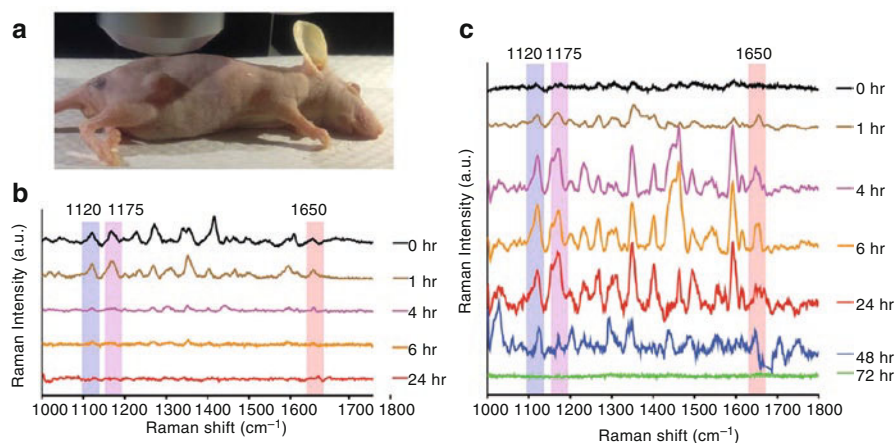 a
b
1120 1175 1650
Raman Intensity (a.u.)
0 hr
1 hr
4 hr
6 hr
24 hr
1000 1100 1200 1300 1400 1500 1600 1700 1800
Raman shift (cm⁻¹)
c
1120 1175 1650
Raman Intensity (a.u.)
0 hr
1 hr
4 hr
6 hr
24 hr
48 hr
72 hr
1000 1100 1200 1300 1400 1500 1600 1700 1800
Raman shift (cm⁻¹)